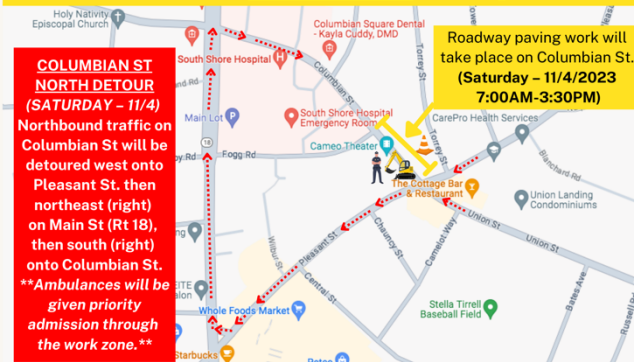 Holy Nativity
Episcopal Church
Columbian Square Dental
- Kayla Cuddy, DMD
South Shore Hospital
Columbian St
Torrey St
Main Lot
South Shore Hospital
Emergency Room
18
Fogg Rd
Cameo Theater
Torrey St
CarePro Health Services
Blanchard Rd
The Cottage Bar
& Restaurant
Union Landing
Condominiums
Union St
Union St
Pleasant St
Chauncy St
Camelot Way
Wilbur St
Central St
Bates Ave
Russell Rd
Whole Foods Market
Stella Tirrell
Baseball Field
Starbucks
Roadway paving work will
take place on Columbian St.
(Saturday – 11/4/2023
7:00AM-3:30PM)
COLUMBIAN ST
NORTH DETOUR
(SATURDAY – 11/4)
Northbound traffic on
Columbian St will be
detoured west onto
Pleasant St. then
northeast (right)
on Main St (Rt 18),
then south (right)
onto Columbian St.
**Ambulances will be
given priority
admission through
the work zone.**